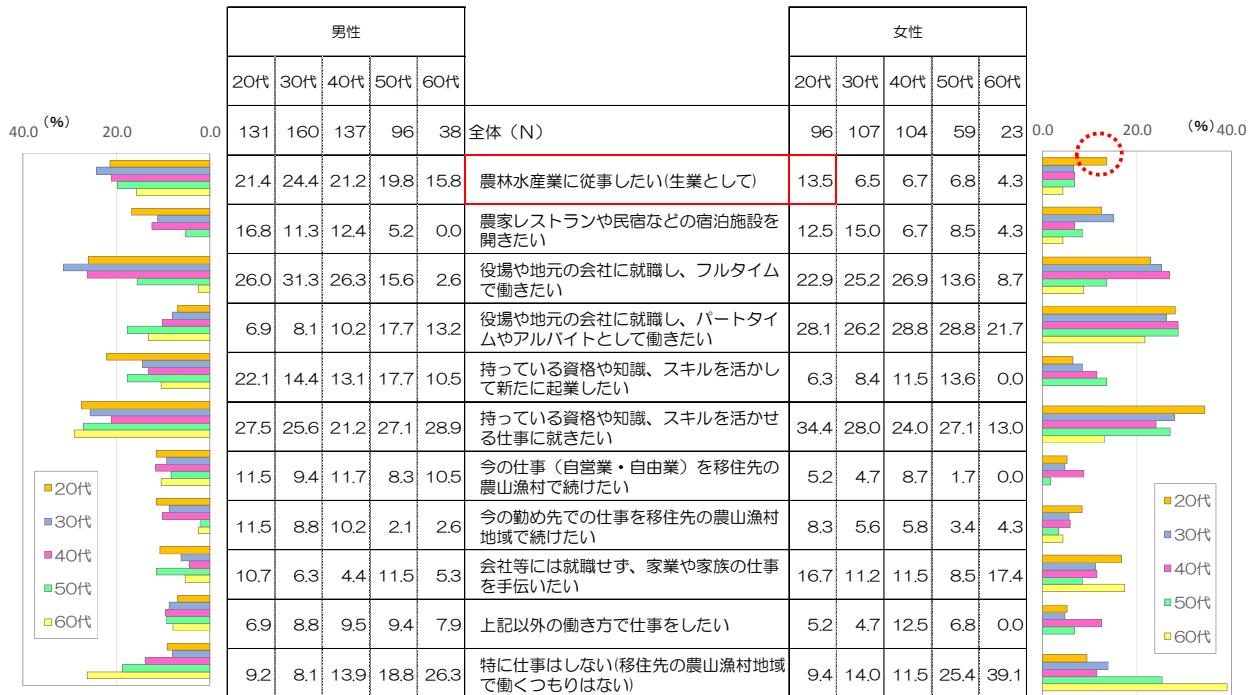 男性
女性
20代 30代 40代 50代 60代
20代 30代 40代 50代 60代
40.0 (%) 20.0 0.0
131 160 137 96 38 全体（N） 96 107 104 59 23
0.0 20.0 (%) 40.0
21.4 24.4 21.2 19.8 15.8 農林水産業に従事したい(生業として) 13.5 6.5 6.7 6.8 4.3
16.8 11.3 12.4 5.2 0.0 農家レストランや民宿などの宿泊施設を
開きたい 12.5 15.0 6.7 8.5 4.3
26.0 31.3 26.3 15.6 2.6 役場や地元の会社に就職し、フルタイム
で働きたい 22.9 25.2 26.9 13.6 8.7
6.9 8.1 10.2 17.7 13.2 役場や地元の会社に就職し、パートタイ
ムやアルバイトとして働きたい 28.1 26.2 28.8 28.8 21.7
22.1 14.4 13.1 17.7 10.5 持っている資格や知識、スキルを活かし
て新たに起業したい 6.3 8.4 11.5 13.6 0.0
27.5 25.6 21.2 27.1 28.9 持っている資格や知識、スキルを活かせ
る仕事に就きたい 34.4 28.0 24.0 27.1 13.0
11.5 9.4 11.7 8.3 10.5 今の仕事（自営業・自由業）を移住先の
農山漁村で続けたい 5.2 4.7 8.7 1.7 0.0
11.5 8.8 10.2 2.1 2.6 今の勤め先での仕事を移住先の農山漁村
地域で続けたい 8.3 5.6 5.8 3.4 4.3
10.7 6.3 4.4 11.5 5.3 会社等には就職せず、家業や家族の仕事
を手伝いたい 16.7 11.2 11.5 8.5 17.4
6.9 8.8 9.5 9.4 7.9 上記以外の働き方で仕事をしたい 5.2 4.7 12.5 6.8 0.0
9.2 8.1 13.9 18.8 26.3 特に仕事はしない(移住先の農山漁村地域
で働くつもりはない) 9.4 14.0 11.5 25.4 39.1
20代
30代
40代
50代
60代
20代
30代
40代
50代
60代